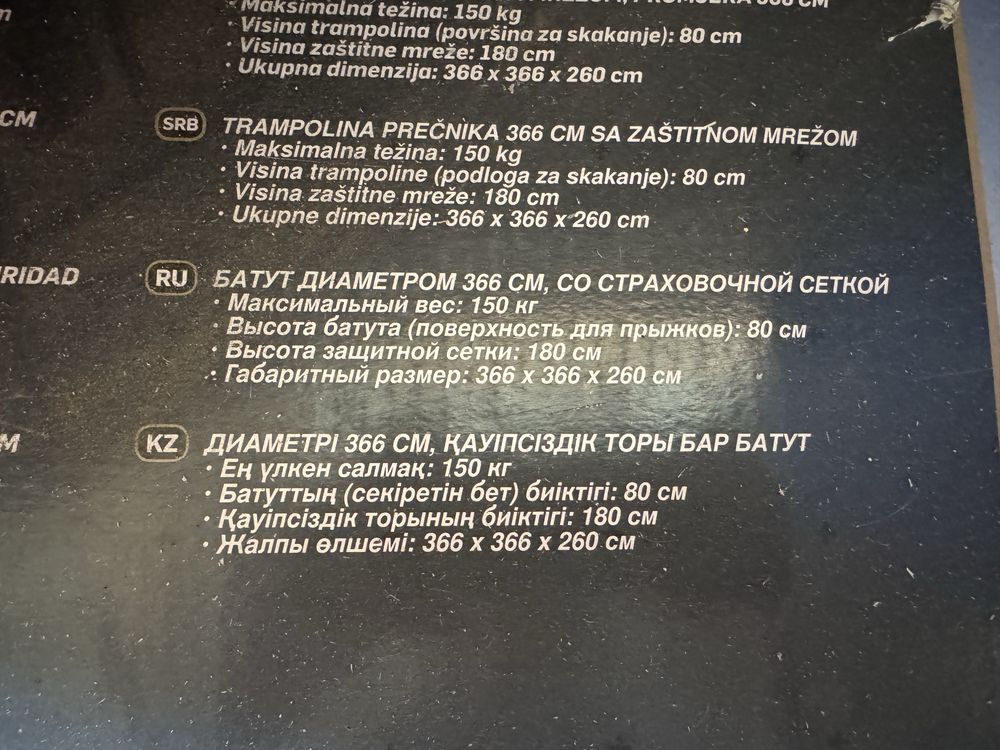 366 CM
• Maksimalna težina: 150 kg
• Visina trampolina (površina za skakanje): 80 cm
• Visina zaštitne mreže: 180 cm
• Ukupna dimenzija: 366 x 366 x 260 cm
CM
SRB TRAMPOLINA PREČNIKA 366 CM SA ZAŠTITNOM MREŽOM
• Maksimalna težina: 150 kg
• Visina trampoline (podloga za skakanje): 80 cm
• Visina zaštitne mreže: 180 cm
• Ukupne dimenzije: 366 x 366 x 260 cm
RIDAD
RU БАТУТ ДИАМЕТРОМ 366 СМ, СО СТРАХОВОЧНОЙ СЕТКОЙ
• Максимальный вес: 150 кг
• Высота батута (поверхность для прыжков): 80 см
• Высота защитной сетки: 180 см
• Габаритный размер: 366 x 366 x 260 см
M
KZ ДИАМЕТРІ 366 СМ, ҚАУІПСІЗДІК ТОРЫ БАР БАТУТ
• Ең үлкен салмақ: 150 кг
• Батуттың (секіретін бет) биіктігі: 80 см
• Қауіпсіздік торының биіктігі: 180 см
• Жалпы өлшемі: 366 x 366 x 260 см